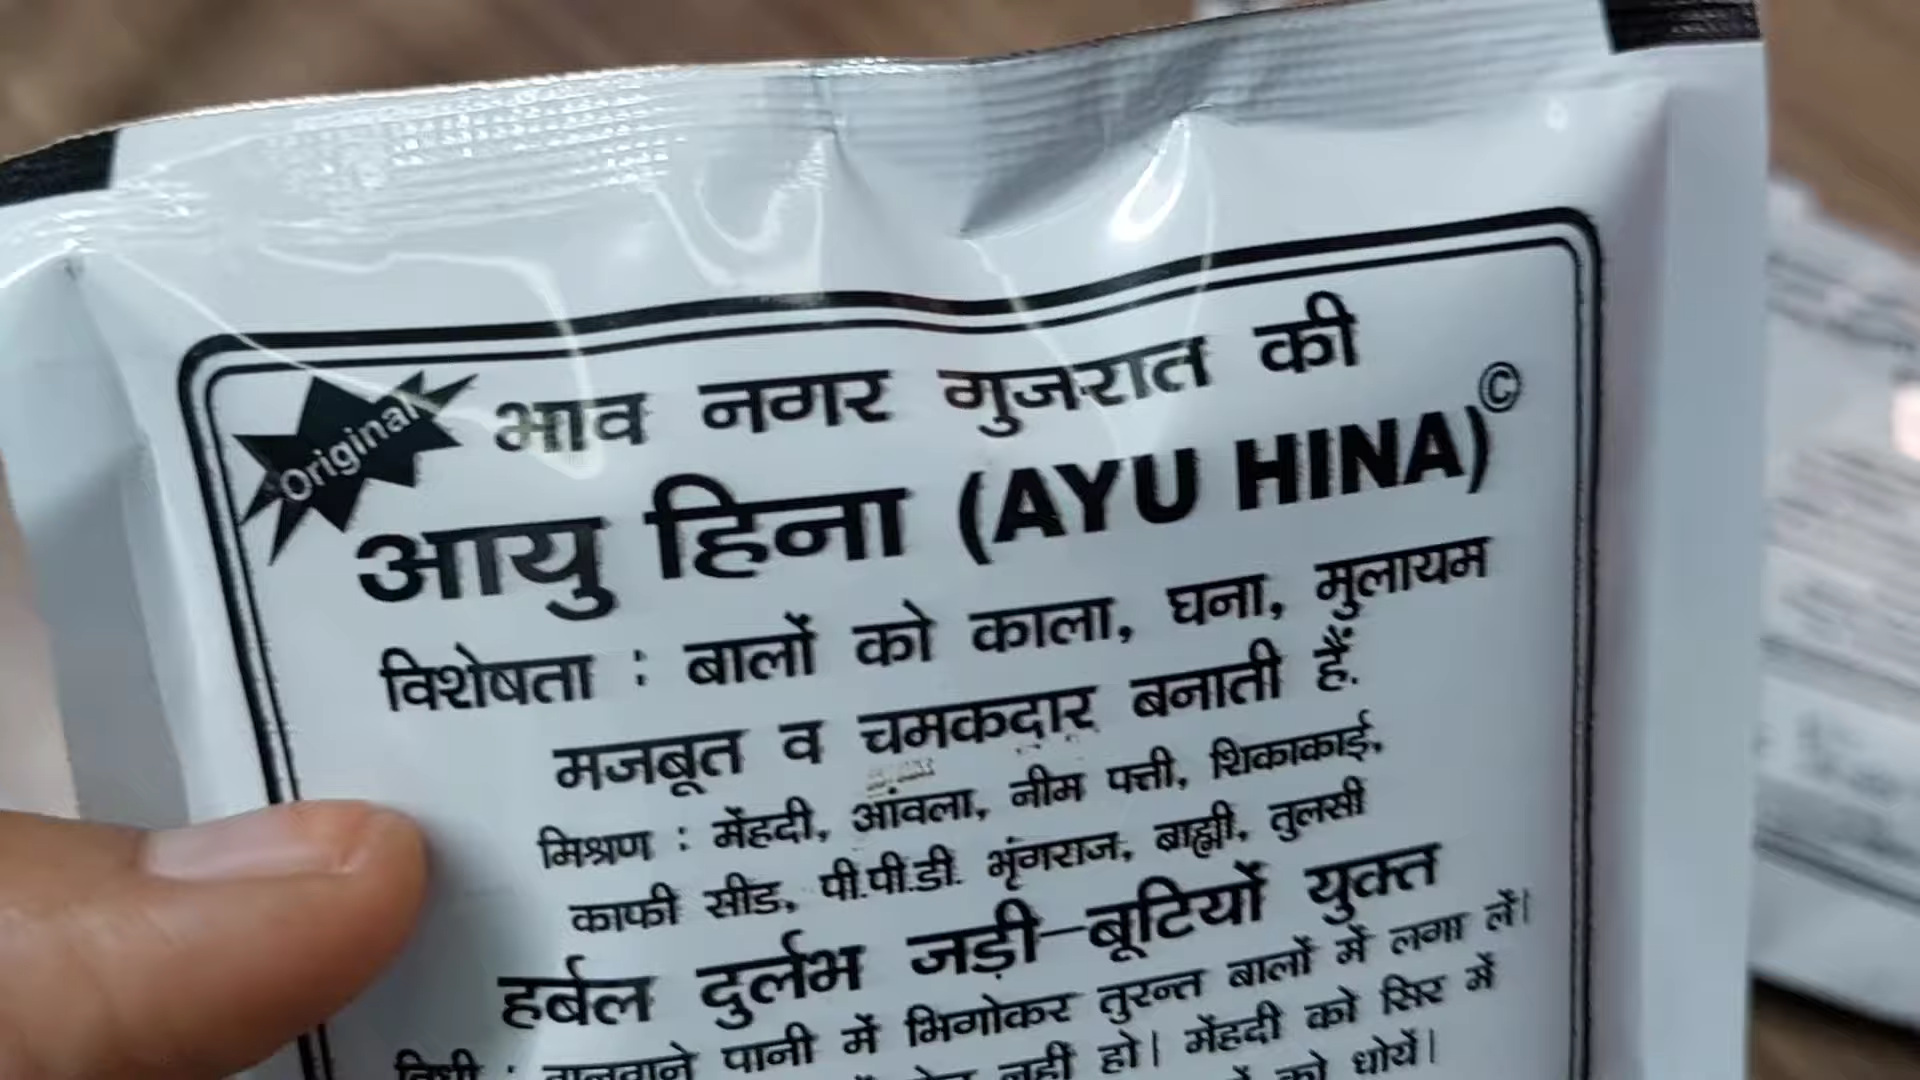 Original
भाव नगर गुजरात की
आयु हिना (AYU HINA)©
विशेषता : बालों को काला, घना, मुलायम
मजबूत व चमकदार बनाती हैं.
मिश्रण : मेंहदी, आंवला, नीम पत्ती, शिकाकाई,
काफी सीड, पी.पी.डी. भृंगराज, बाह्मी, तुलसी
हर्बल दुर्लभ जड़ी-बूटियों युक्त
पानी में भिगोकर तुरन्त बालों में लगा लें।
नहीं हो। मेंहदी को सिर में
को धोयें।